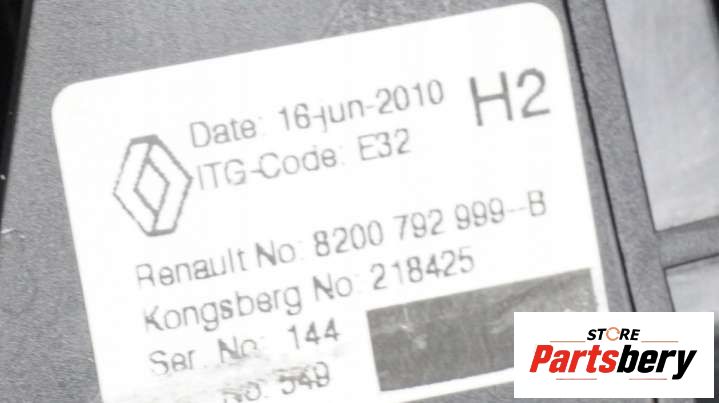 Date: 16-jun-2010
H2
ITG-Code: E32
Renault No: 8200 792 999--B
Kongsberg No: 218425
Ser. No: 144
No: 549
STORE
Partsbery